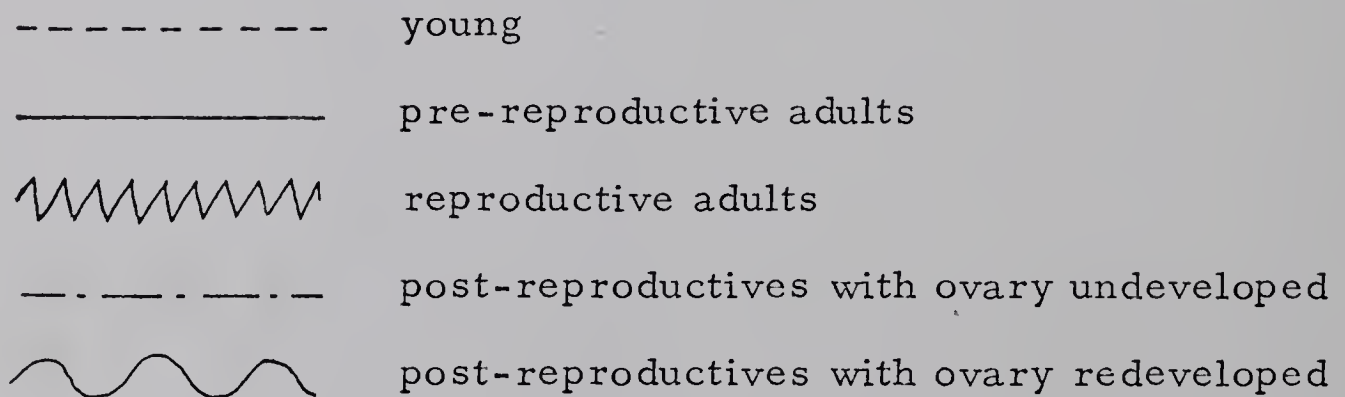 young
pre-reproductive adults
reproductive adults
post-reproductives with ovary undeveloped
post-reproductives with ovary redeveloped